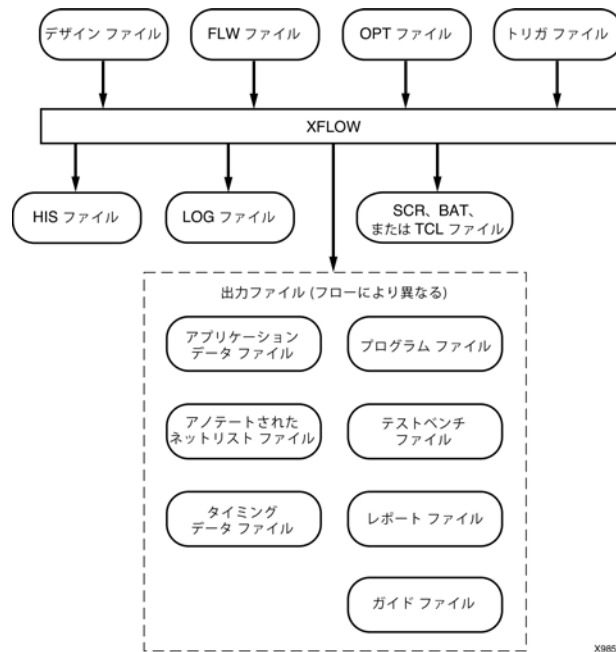 デザイン ファイル
FLW ファイル
OPT ファイル
トリガ ファイル
XFLOW
HIS ファイル
LOG ファイル
SCR、BAT、
または TCL ファイル
出力ファイル (フローにより異なる)
アプリケーション
データ ファイル
プログラム ファイル
アノテートされた
ネットリスト ファイル
テストベンチ
ファイル
タイミング
データ ファイル
レポート ファイル
ガイド ファイル
X985